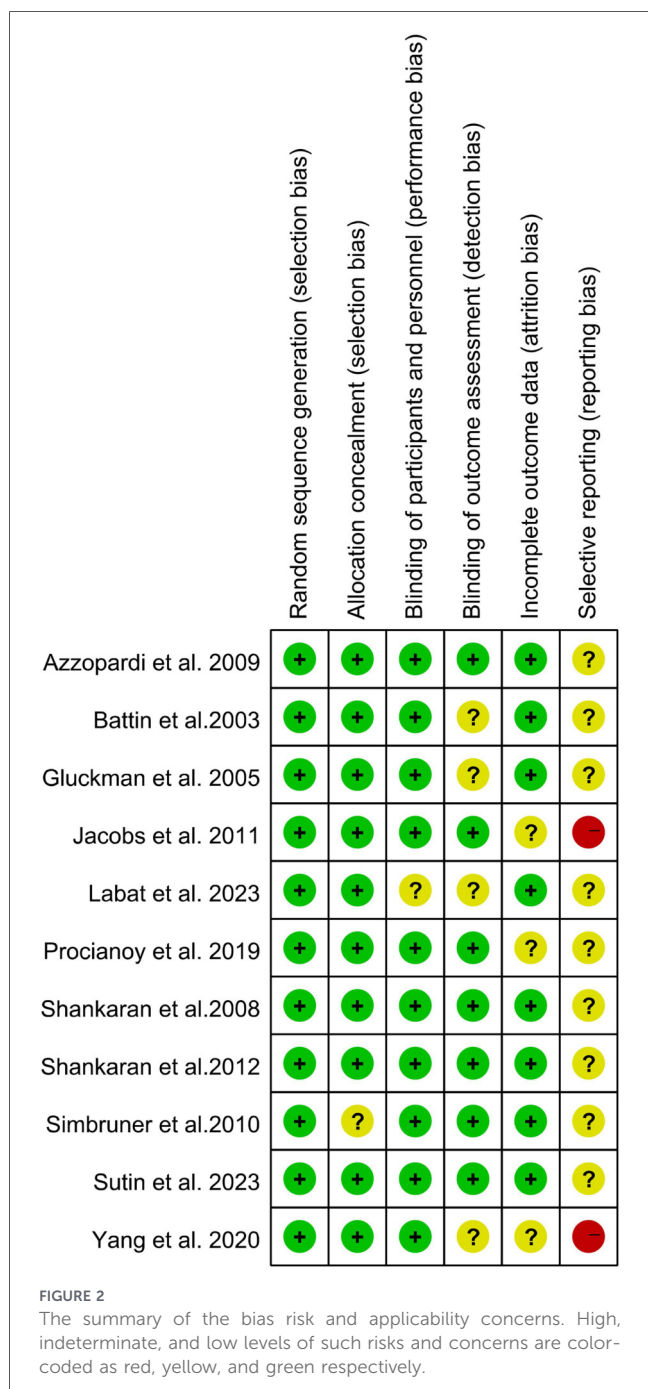 Random sequence generation (selection bias)
Allocation concealment (selection bias)
Blinding of participants and personnel (performance bias)
Blinding of outcome assessment (detection bias)
Incomplete outcome data (attrition bias)
Selective reporting (reporting bias)
Azzopardi et al. 2009 + + + + + ?
Battin et al.2003 + + + ? + ?
Gluckman et al. 2005 + + + ? + ?
Jacobs et al. 2011 + + + + ? −
Labat et al. 2023 + + ? ? + ?
Procianoy et al. 2019 + + + + ? ?
Shankaran et al.2008 + + + + + ?
Shankaran et al.2012 + + + + + ?
Simbruner et al.2010 + ? + + + ?
Sutin et al. 2023 + + + + + ?
Yang et al. 2020 + + + ? ? −
FIGURE 2
The summary of the bias risk and applicability concerns. High,
indeterminate, and low levels of such risks and concerns are color-
coded as red, yellow, and green respectively.